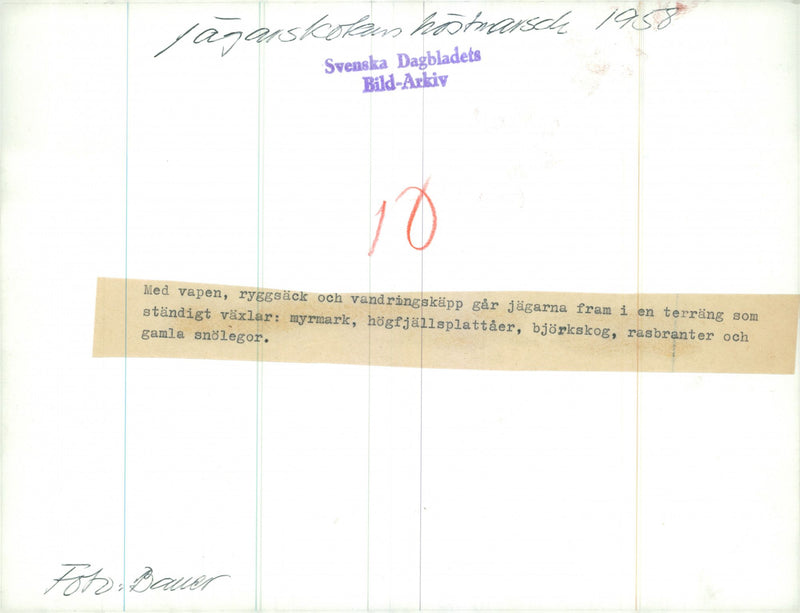 Jägarskolans höstmarsch 1958
Svenska Dagbladets
Bild-Arkiv
10
Med vapen, ryggsäck och vandringskäpp går jägarna fram i en terräng som
ständigt växlar: myrmark, högfjällsplattåer, björkskog, rasbranter och
gamla snölegor.
Foto: Bauer